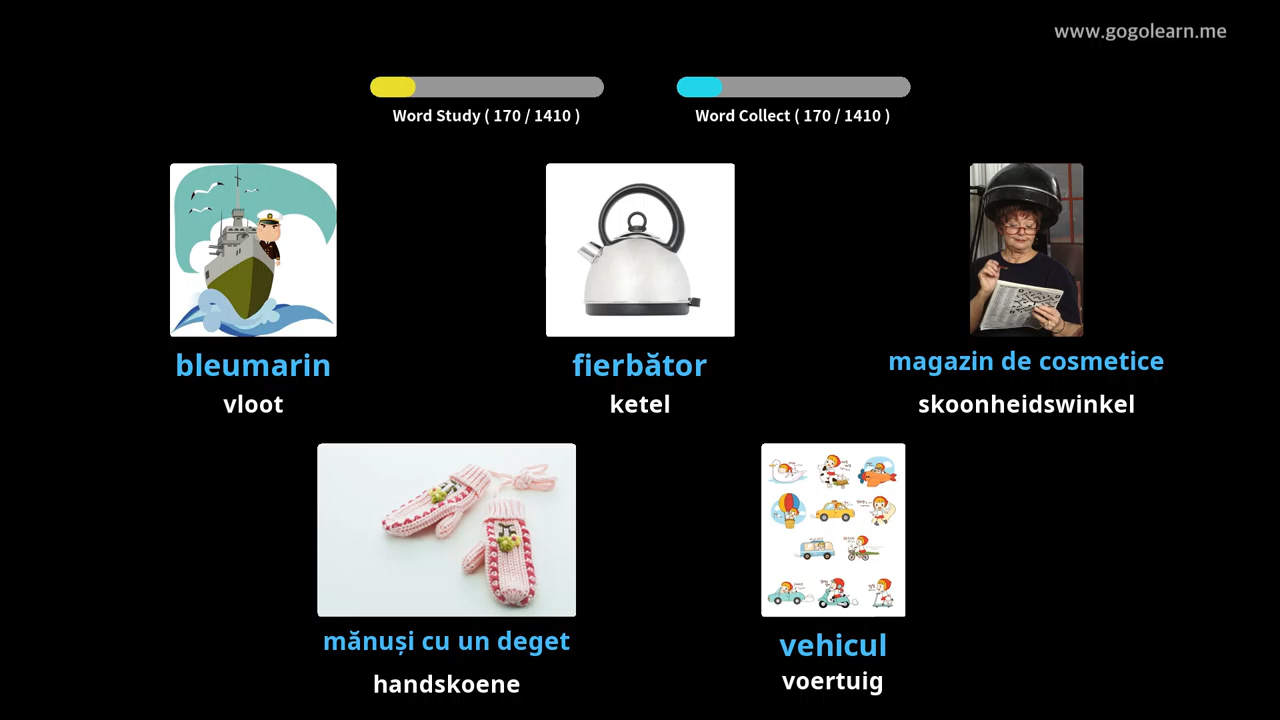 www.gogolearn.me
Word Study ( 170 / 1410 )
Word Collect ( 170 / 1410 )
bleumarin
vloot
fierbător
ketel
magazin de cosmetice
skoonheidswinkel
mănuși cu un deget
handskoene
vehicul
voertuig